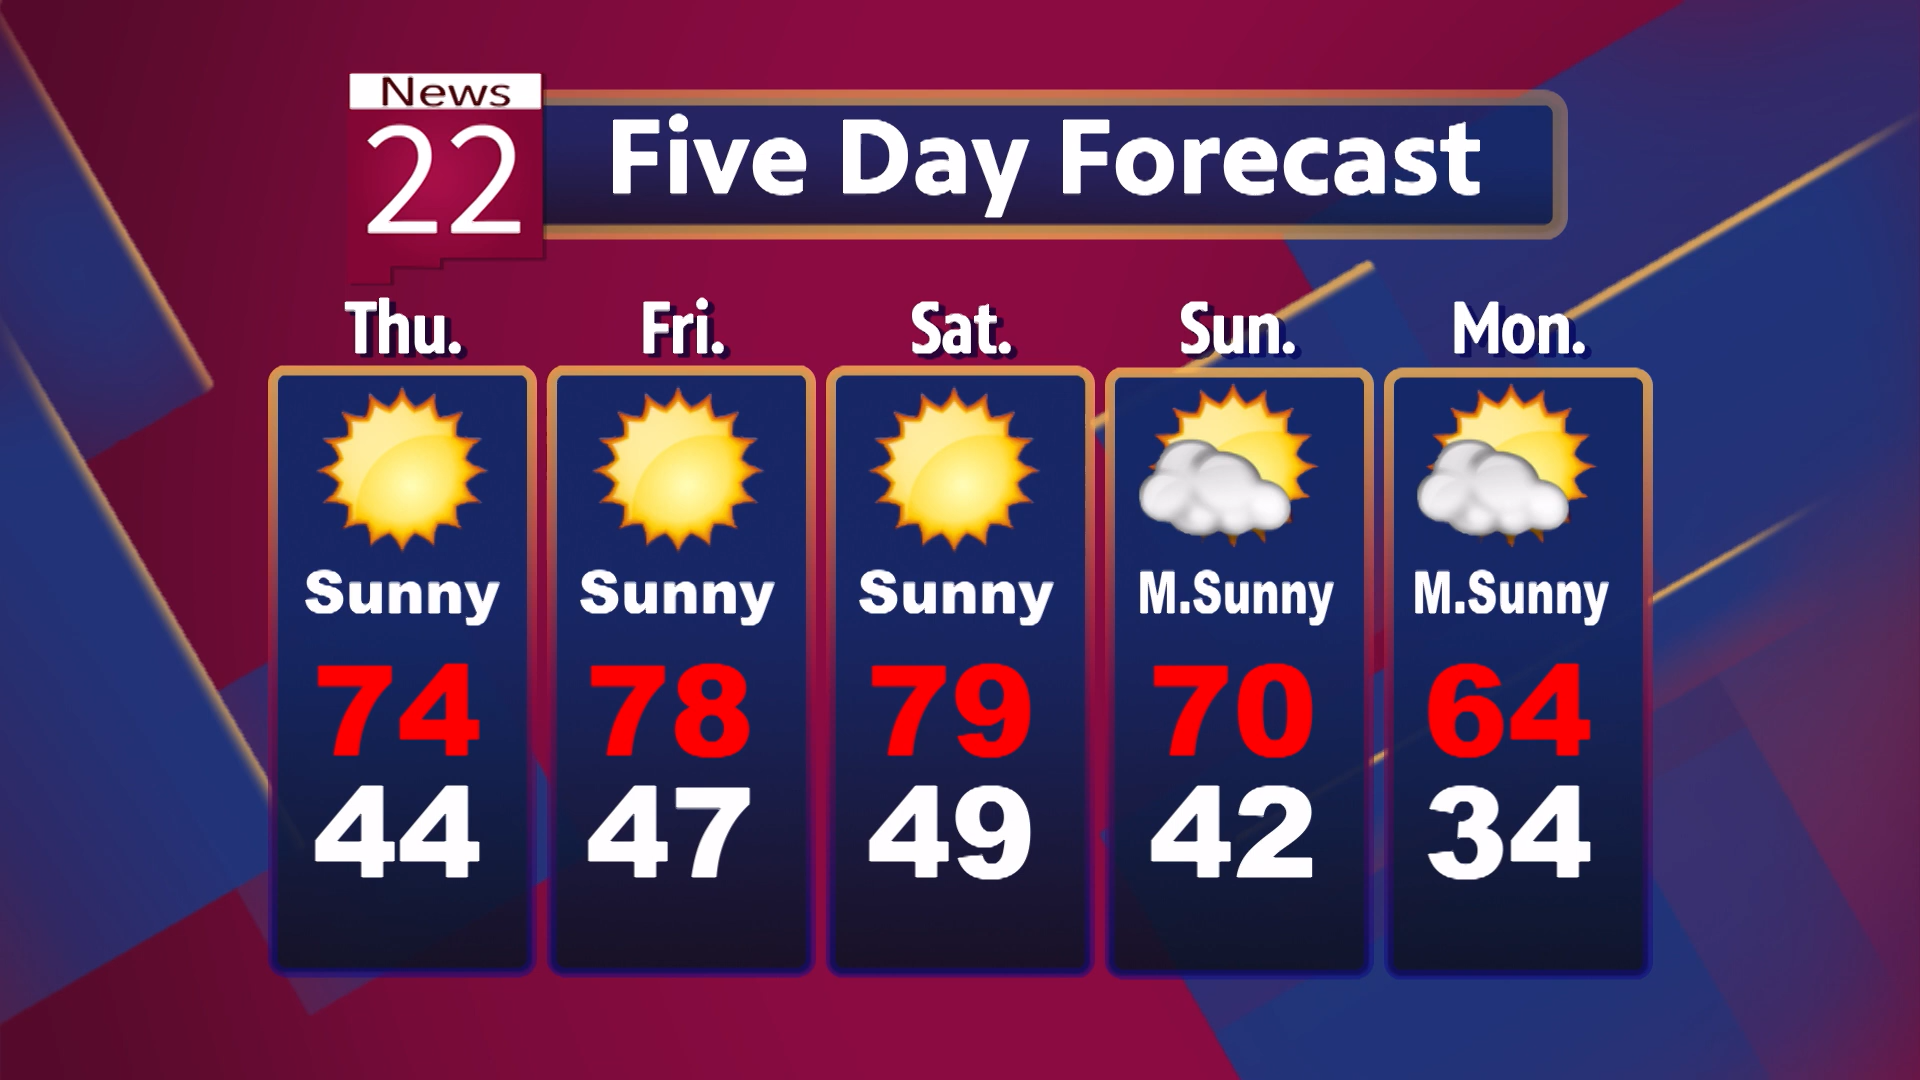 News
22
Five Day Forecast
Thu. Fri. Sat. Sun. Mon.
Sunny Sunny Sunny M.Sunny M.Sunny
74 78 79 70 64
44 47 49 42 34